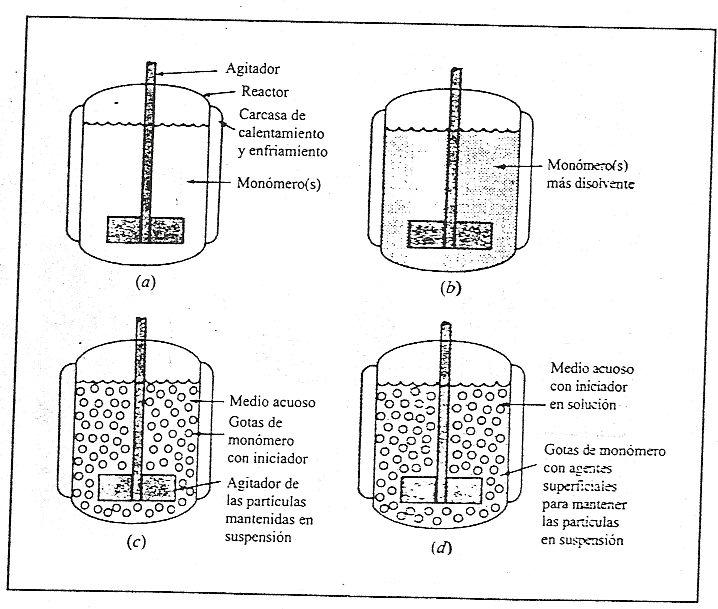 Agitador
Reactor
Carcasa de
calentamiento
y enfriamiento
Monómero(s)
(a)
Monómero(s)
más disolvente
(b)
Medio acuoso
Gotas de
monómero
con iniciador
Agitador de
las partículas
mantenidas en
suspensión
(c)
Medio acuoso
con iniciador
en solución
Gotas de monómero
con agentes
superficiales
para mantener
las partículas
en suspensión
(d)